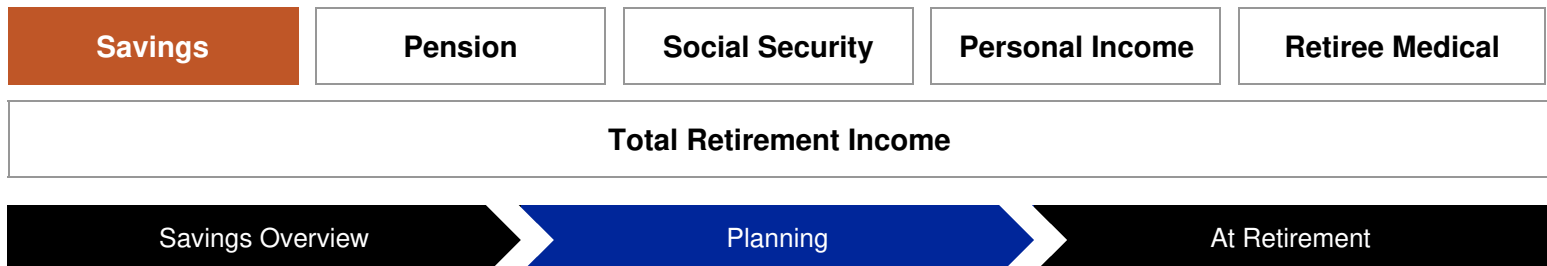 Savings Pension Social Security Personal Income Retiree Medical
Total Retirement Income
Savings Overview Planning At Retirement